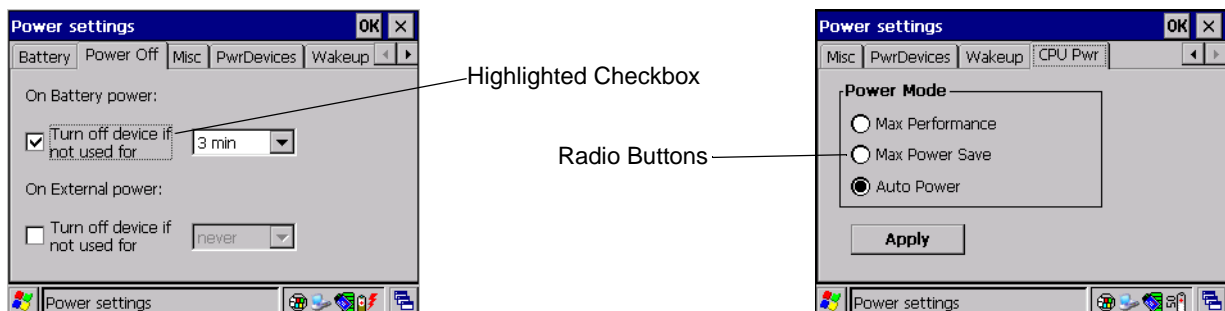 Power settings OK
Battery Power Off Misc PwrDevices Wakeup
On Battery power:
Turn off device if
not used for
3 min
On External power:
Turn off device if
not used for
never
Power settings
Highlighted Checkbox
Radio Buttons
Power settings OK
Misc PwrDevices Wakeup CPU Pwr
Power Mode
Max Performance
Max Power Save
Auto Power
Apply
Power settings